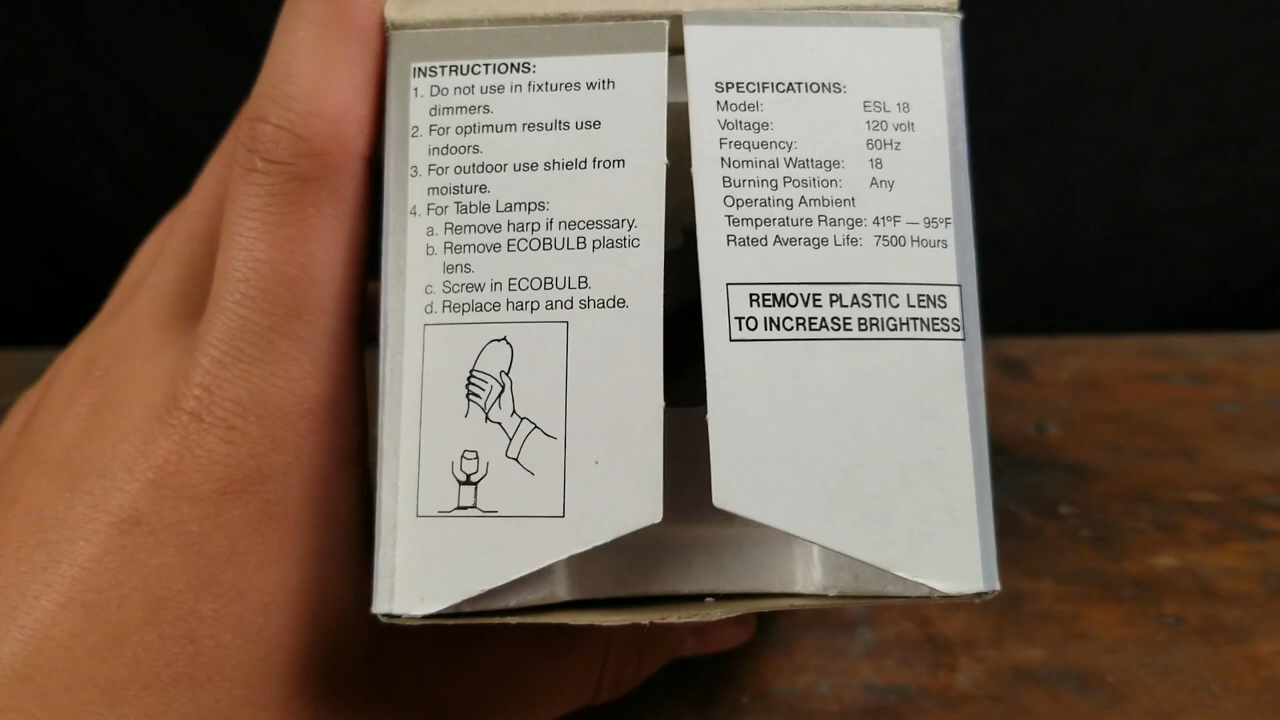 INSTRUCTIONS:
1. Do not use in fixtures with
dimmers.
2. For optimum results use
indoors.
3. For outdoor use shield from
moisture.
4. For Table Lamps:
a. Remove harp if necessary.
b. Remove ECOBULB plastic
lens.
c. Screw in ECOBULB.
d. Replace harp and shade.
SPECIFICATIONS:
Model: ESL 18
Voltage: 120 volt
Frequency: 60Hz
Nominal Wattage: 18
Burning Position: Any
Operating Ambient
Temperature Range: 41ºF — 95ºF
Rated Average Life: 7500 Hours
REMOVE PLASTIC LENS
TO INCREASE BRIGHTNESS